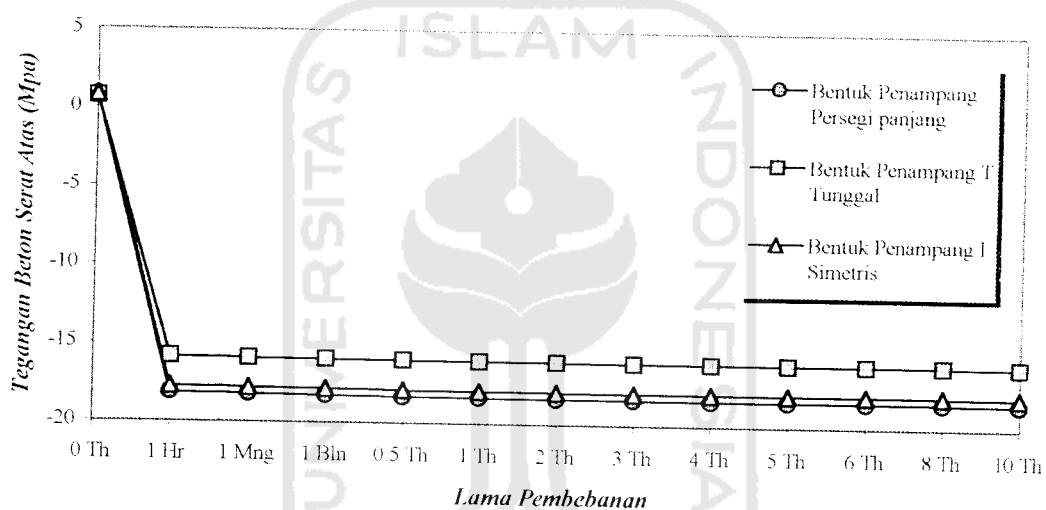 Tegangan Beton Serat Atas (Mpa)
5
0
-5
-10
-15
-20
0 Th 1 Hr 1 Mng 1 Bln 0.5 Th 1 Th 2 Th 3 Th 4 Th 5 Th 6 Th 8 Th 10 Th
Lama Pembebanan
Bentuk Penampang
Persegi panjang
Bentuk Penampang T
Tunggal
Bentuk Penampang I
Simetris
UNIVERSITAS
ISLAM
INDONESIA